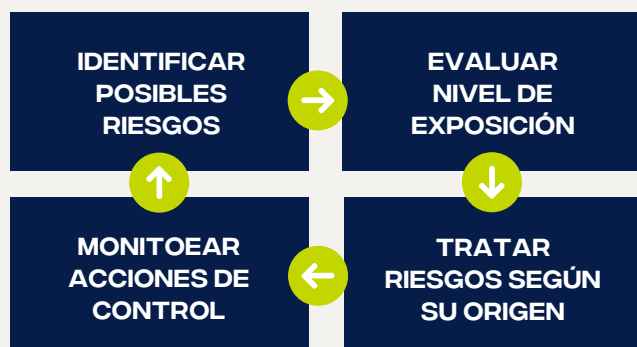 IDENTIFICAR
POSIBLES
RIESGOS
EVALUAR
NIVEL DE
EXPOSICIÓN
MONITOEAR
ACCIONES DE
CONTROL
TRATAR
RIESGOS SEGÚN
SU ORIGEN